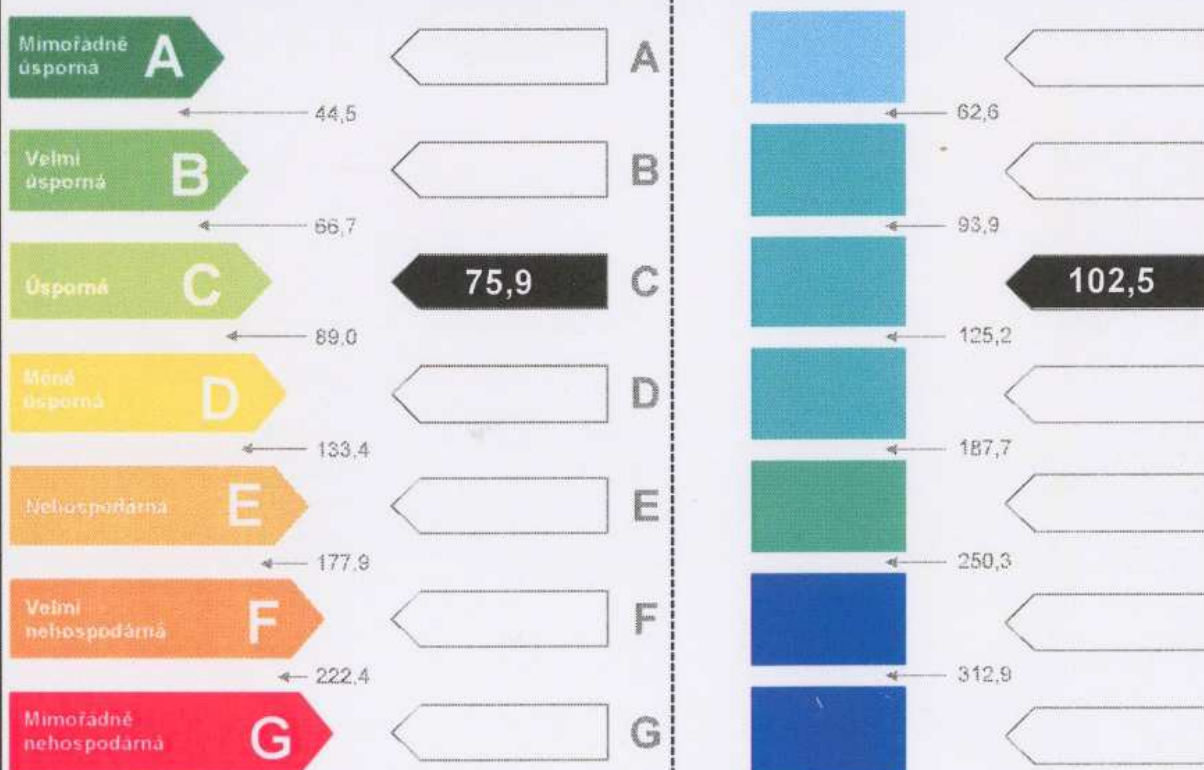 Mimořádně
úsporná A
A
44,5
62,6
Velmi
úsporná B
B
66,7
93,9
Úsporná C
75,9
C
102,5
89,0
125,2
Méně
úsporná D
D
133,4
187,7
Nehospodárná E
E
177,9
250,3
Velmi
nehospodárná F
F
222,4
312,9
Mimořádně
nehospodárná G
G